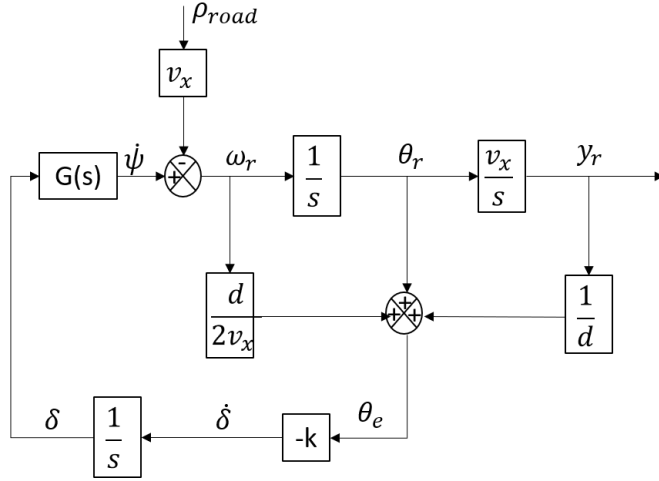 ρ_road
v_x
G(s)
ψ̇
-
+
ω_r
1/s
θ_r
v_x/s
y_r
d/2v_x
+
+
+
1/d
δ
1/s
δ̇
-k
θ_e